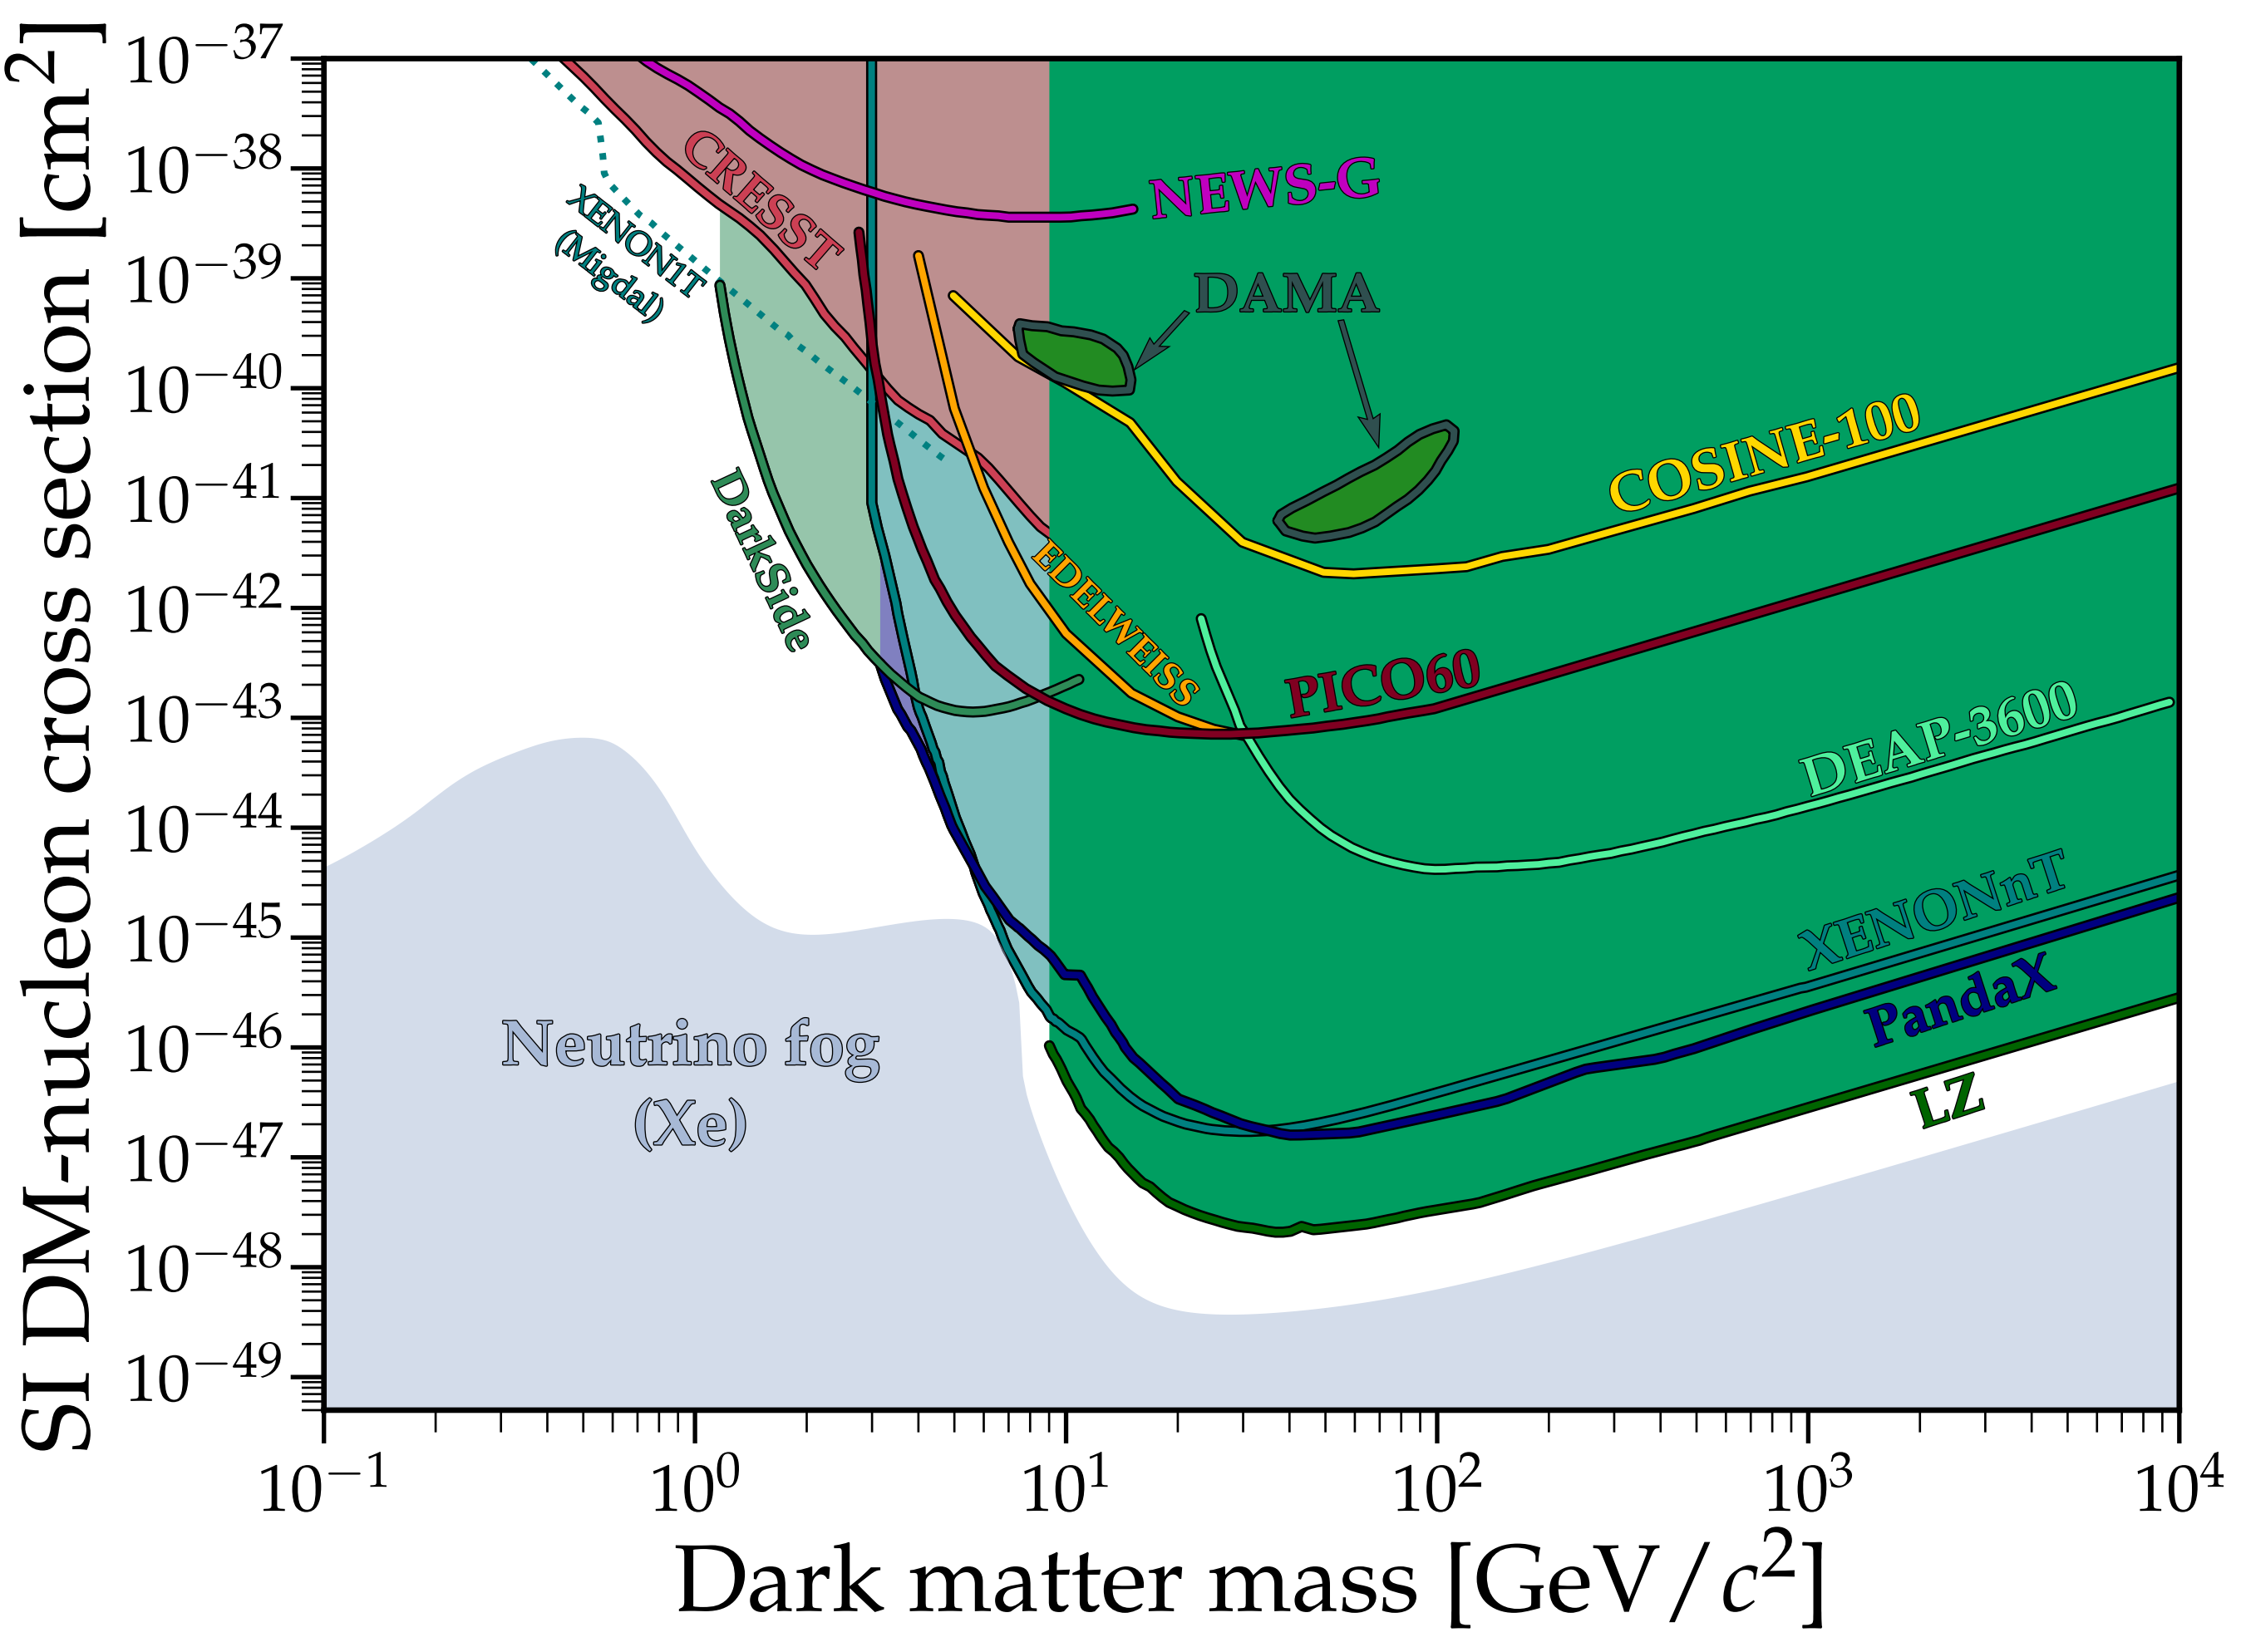 SI DM-nucleon cross section [cm²]
10⁻³⁷
10⁻³⁸
10⁻³⁹
10⁻⁴⁰
10⁻⁴¹
10⁻⁴²
10⁻⁴³
10⁻⁴⁴
10⁻⁴⁵
10⁻⁴⁶
10⁻⁴⁷
10⁻⁴⁸
10⁻⁴⁹
CRESST
NEWS-G
XENON1T
(Migdal)
DAMA
COSINE-100
DarkSide
EDELWEISS
PICO60
DEAP-3600
XENONnT
PandaX
LZ
Neutrino fog
(Xe)
10⁻¹ 10⁰ 10¹ 10² 10³ 10⁴
Dark matter mass [GeV/c²]